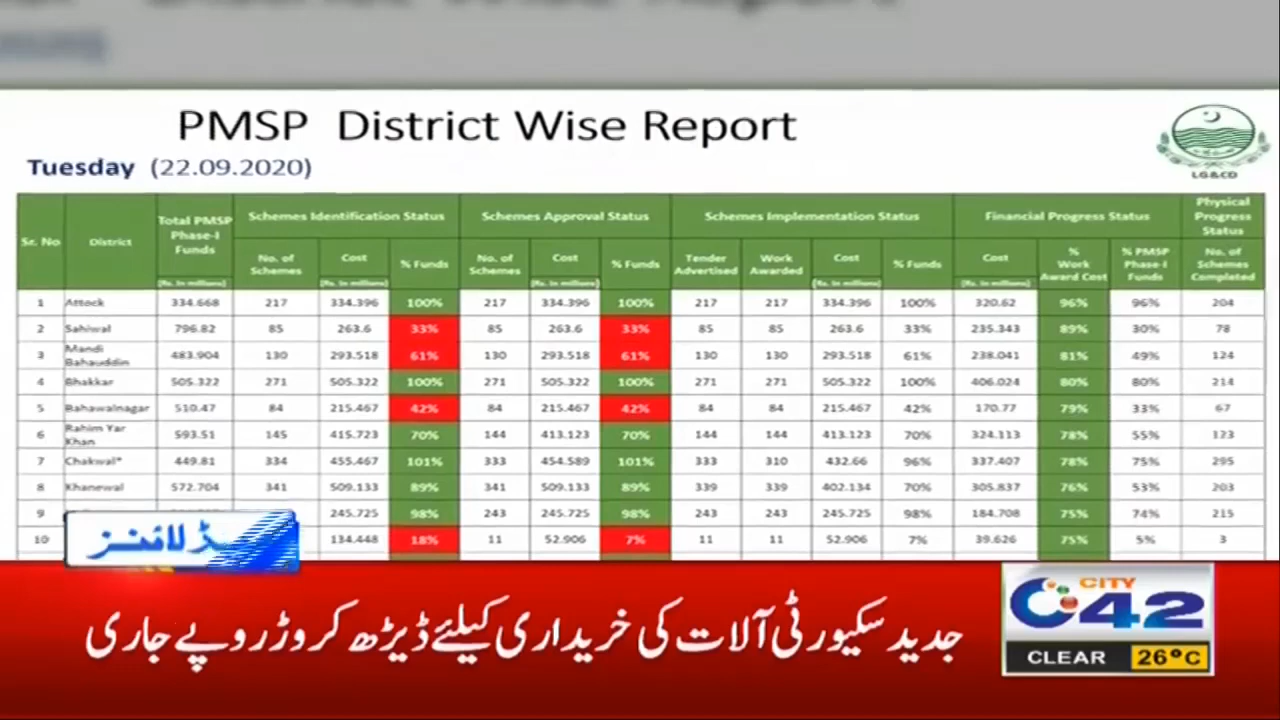 PMSP District Wise Report
Tuesday (22.09.2020)
LG&CD
Sr. No District Total PMSP Phase-I Funds Schemes Identification Status Schemes Approval Status Schemes Implementation Status Financial Progress Status Physical Progress Status
No. of Schemes Cost % Funds No. of Schemes Cost % Funds Tender Advertised Work Awarded Cost % Funds Cost % Work Award Cost % PMSP Phase-I Funds No. of Schemes Completed
(Rs. In millions) (Rs. In millions) (Rs. In millions) (Rs. In millions) (Rs. In millions)
1 Attock 334.668 217 334.396 100% 217 334.396 100% 217 217 334.396 100% 320.62 96% 96% 204
2 Sahiwal 796.82 85 263.6 33% 85 263.6 33% 85 85 263.6 33% 235.343 89% 30% 78
3 Mandi Bahauddin 483.904 130 293.518 61% 130 293.518 61% 130 130 293.518 61% 238.041 81% 49% 124
4 Bhakkar 505.322 271 505.322 100% 271 505.322 100% 271 271 505.322 100% 406.024 80% 80% 214
5 Bahawalnagar 510.47 84 215.467 42% 84 215.467 42% 84 84 215.467 42% 170.77 79% 33% 67
6 Rahim Yar Khan 593.51 145 415.723 70% 144 413.123 70% 144 144 413.123 70% 324.113 78% 55% 123
7 Chakwal* 449.81 334 455.467 101% 333 454.589 101% 333 310 432.66 96% 337.407 78% 75% 295
8 Khanewal 572.704 341 509.133 89% 341 509.133 89% 339 339 402.134 70% 305.837 76% 53% 203
9 245.725 98% 243 245.725 98% 243 243 245.725 98% 184.708 75% 74% 215
10 134.448 18% 11 52.906 7% 11 11 52.906 7% 39.626 75% 5% 3
جدید سکیورٹی آلات کی خریداری کیلئے ڈیڑھ کروڑ روپے جاری
CITY
42
CLEAR 26°C